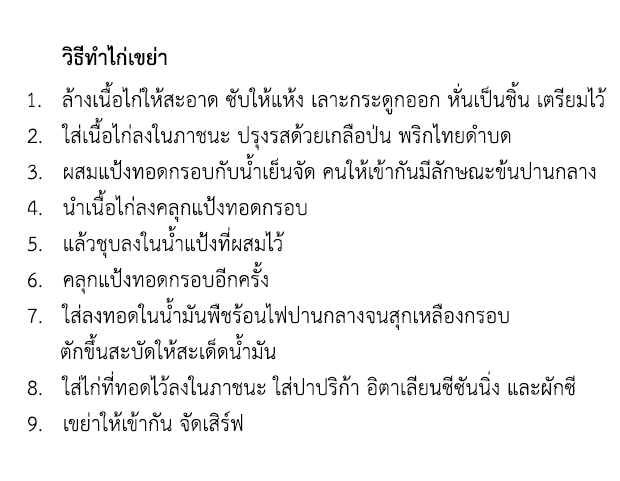 วิธีทำไก่เขย่า
1. ล้างเนื้อไก่ให้สะอาด ซับให้แห้ง เลาะกระดูกออก หั่นเป็นชิ้น เตรียมไว้
2. ใส่เนื้อไก่ลงในภาชนะ ปรุงรสด้วยเกลือป่น พริกไทยดำบด
3. ผสมแป้งทอดกรอบกับน้ำเย็นจัด คนให้เข้ากันมีลักษณะข้นปานกลาง
4. นำเนื้อไก่ลงคลุกแป้งทอดกรอบ
5. แล้วชุบลงในน้ำแป้งที่ผสมไว้
6. คลุกแป้งทอดกรอบอีกครั้ง
7. ใส่ลงทอดในน้ำมันพืชร้อนไฟปานกลางจนสุกเหลืองกรอบ
ตักขึ้นสะบัดให้สะเด็ดน้ำมัน
8. ใส่ไก่ที่ทอดไว้ลงในภาชนะ ใส่ปาปริก้า อิตาเลียนซีซันนิ่ง และผักชี
9. เขย่าให้เข้ากัน จัดเสิร์ฟ